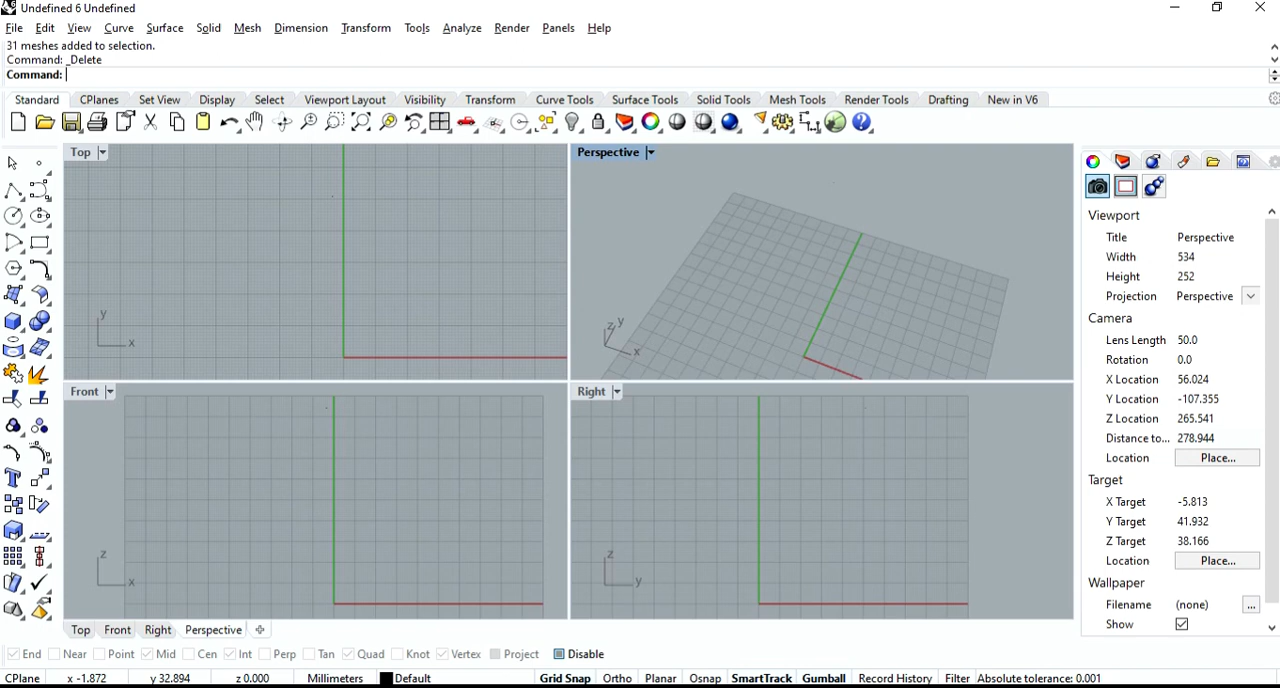 Undefined 6 Undefined
File Edit View Curve Surface Solid Mesh Dimension Transform Tools Analyze Render Panels Help
31 meshes added to selection.
Command: _Delete
Command:
Standard CPlanes Set View Display Select Viewport Layout Visibility Transform Curve Tools Surface Tools Solid Tools Mesh Tools Render Tools Drafting New in V6
Top
Perspective
y
x
z y
x
Front
Right
z
x
z
y
Top Front Right Perspective
Viewport
Title Perspective
Width 534
Height 252
Projection Perspective
Camera
Lens Length 50.0
Rotation 0.0
X Location 56.024
Y Location -107.355
Z Location 265.541
Distance to... 278.944
Location Place...
Target
X Target -5.813
Y Target 41.932
Z Target 38.166
Location Place...
Wallpaper
Filename (none) ...
Show
End Near Point Mid Cen Int Perp Tan Quad Knot Vertex Project Disable
CPlane x -1.872 y 32.894 z 0.000 Millimeters Default Grid Snap Ortho Planar Osnap SmartTrack Gumball Record History Filter Absolute tolerance: 0.001